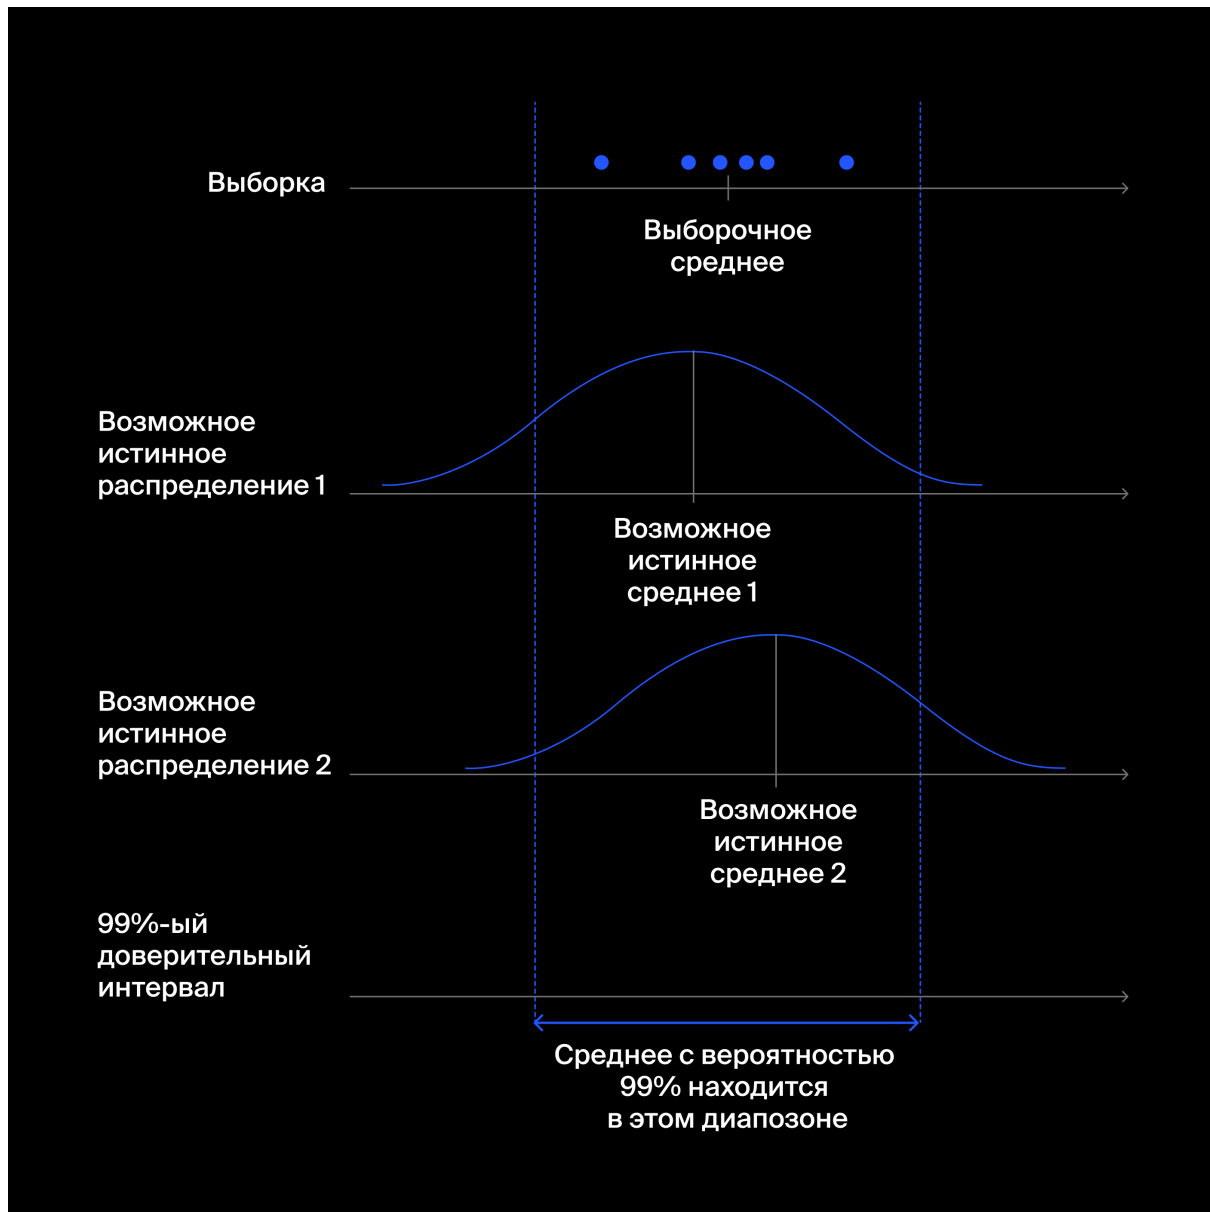 Выборка
Выборочное
среднее
Возможное
истинное
распределение 1
Возможное
истинное
среднее 1
Возможное
истинное
распределение 2
Возможное
истинное
среднее 2
99%-ый
доверительный
интервал
Среднее с вероятностью
99% находится
в этом диапозоне